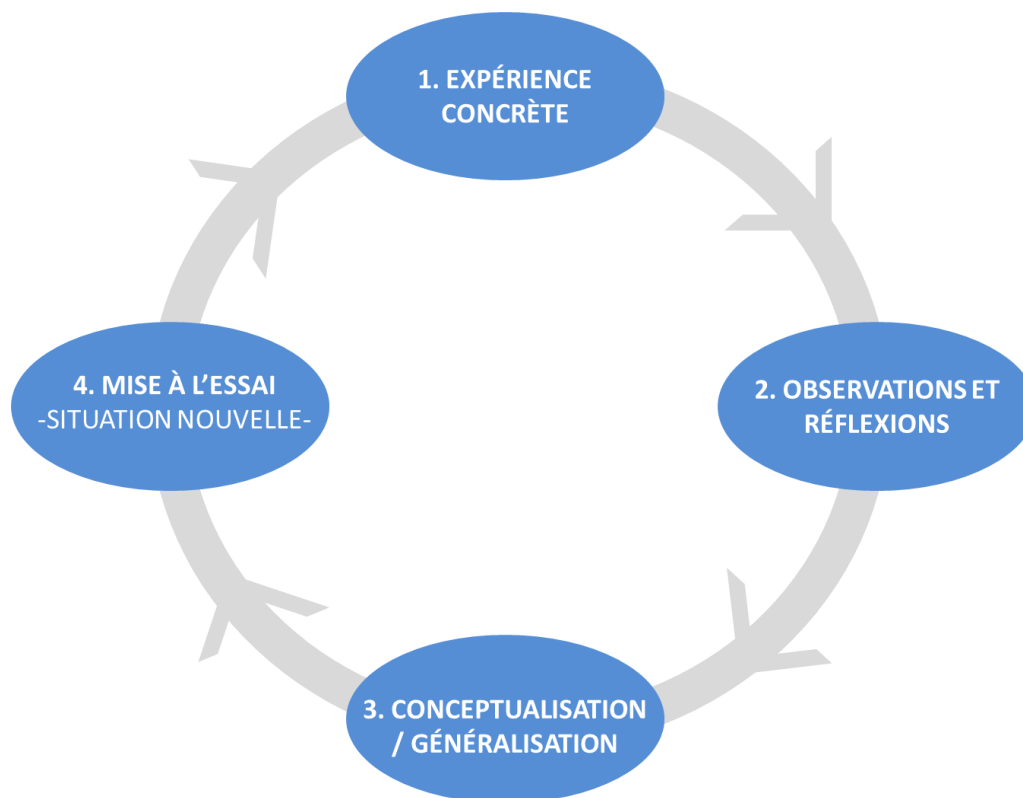 1. EXPÉRIENCE
CONCRÈTE
2. OBSERVATIONS ET
RÉFLEXIONS
3. CONCEPTUALISATION
/ GÉNÉRALISATION
4. MISE À L’ESSAI
-SITUATION NOUVELLE-